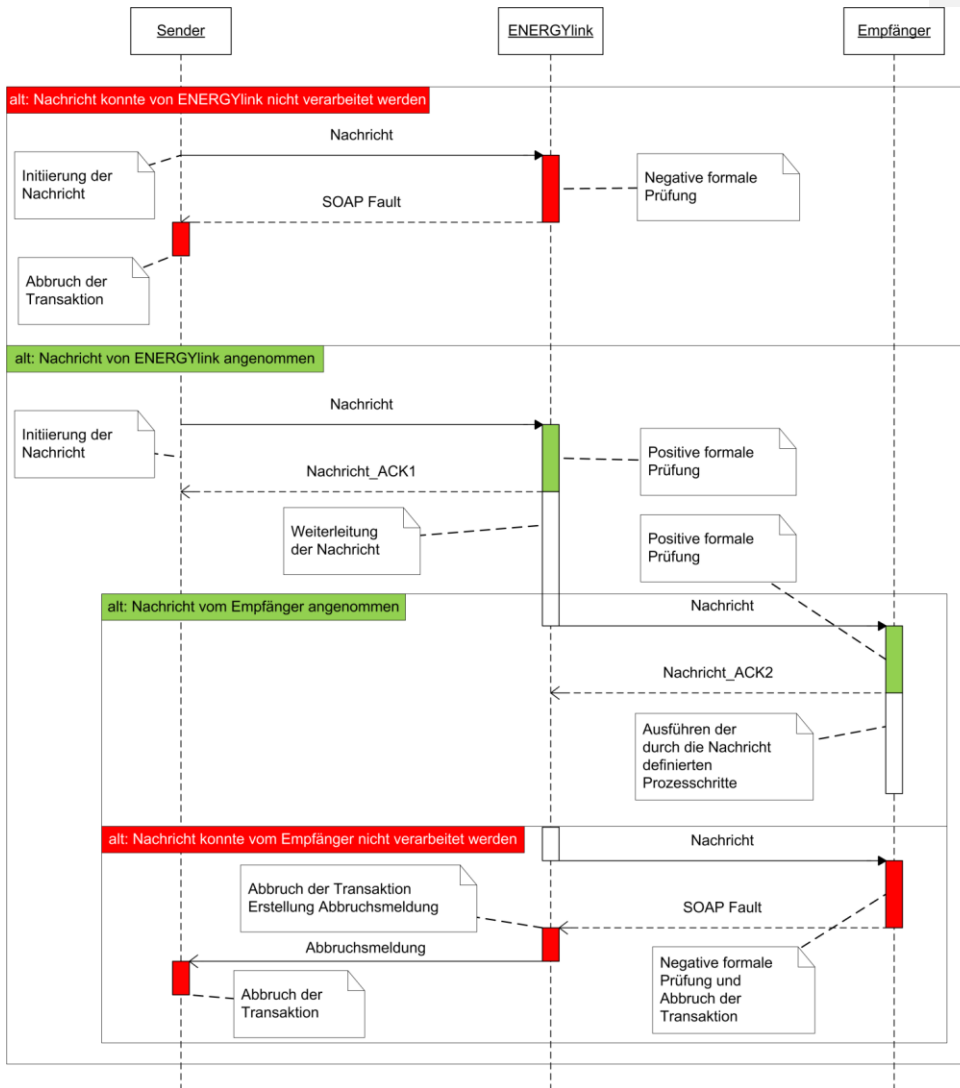 Sender
ENERGYlink
Empfänger
alt: Nachricht konnte von ENERGYlink nicht verarbeitet werden
Nachricht
Initiierung der
Nachricht
Negative formale
Prüfung
SOAP Fault
Abbruch der
Transaktion
alt: Nachricht von ENERGYlink angenommen
Nachricht
Initiierung der
Nachricht
Positive formale
Prüfung
Nachricht_ACK1
Weiterleitung
der Nachricht
Positive formale
Prüfung
alt: Nachricht vom Empfänger angenommen
Nachricht
Nachricht_ACK2
Ausführen der
durch die Nachricht
definierten
Prozesschritte
alt: Nachricht konnte vom Empfänger nicht verarbeitet werden
Nachricht
Abbruch der Transaktion
Erstellung Abbruchsmeldung
SOAP Fault
Abbruchsmeldung
Negative formale
Prüfung und
Abbruch der
Transaktion
Abbruch der
Transaktion